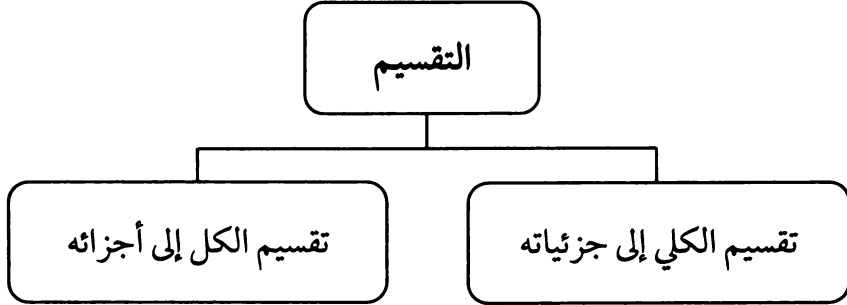 التقسيم
تقسيم الكلي إلى جزئياته
تقسيم الكل إلى أجزائه